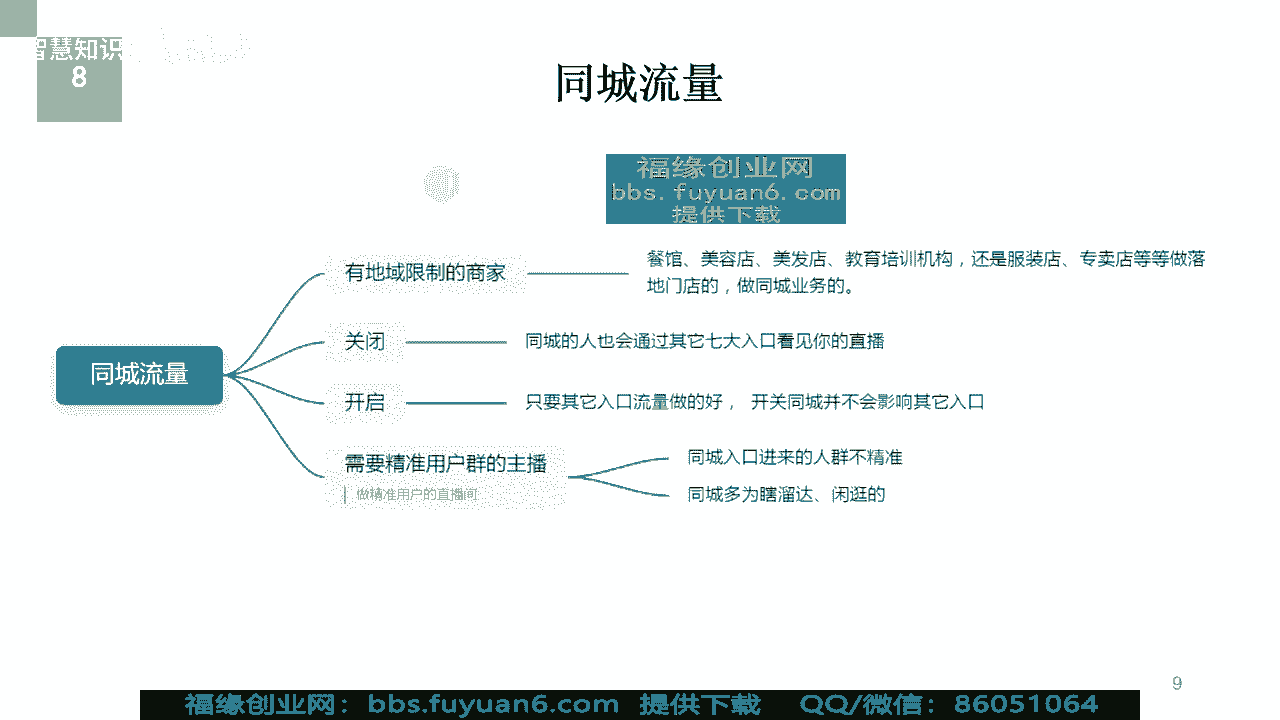 智慧知识
8
同城流量
福缘创业网
bbs.fuyuan6.com
提供下载
有地域限制的商家
餐馆、美容店、美发店、教育培训机构，还是服装店、专卖店等等做落
地门店的，做同城业务的。
关闭
同城的人也会通过其它七大入口看见你的直播
同城流量
开启
只要其它入口流量做的好， 开关同城并不会影响其它入口
需要精准用户群的主播
做精准用户的直播间
同城入口进来的人群不精准
同城多为瞎溜达、闲逛的
9
福缘创业网：bbs.fuyuan6.com 提供下载 QQ/微信：86051064